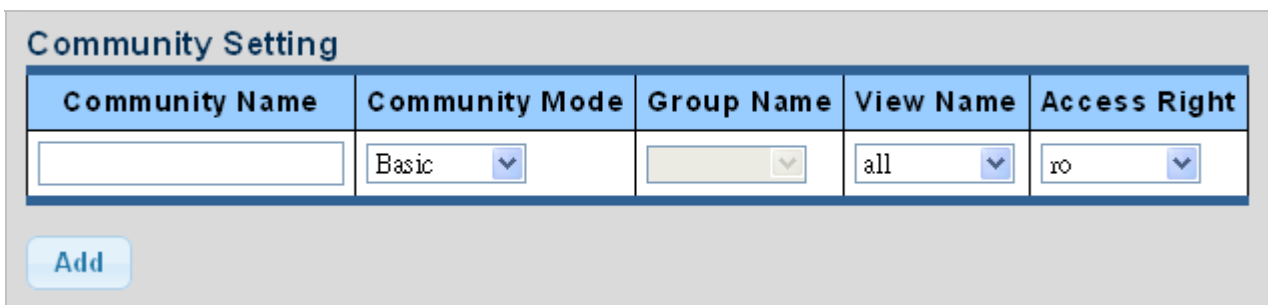 Community Setting
Community Name Community Mode Group Name View Name Access Right
Basic all ro
Add